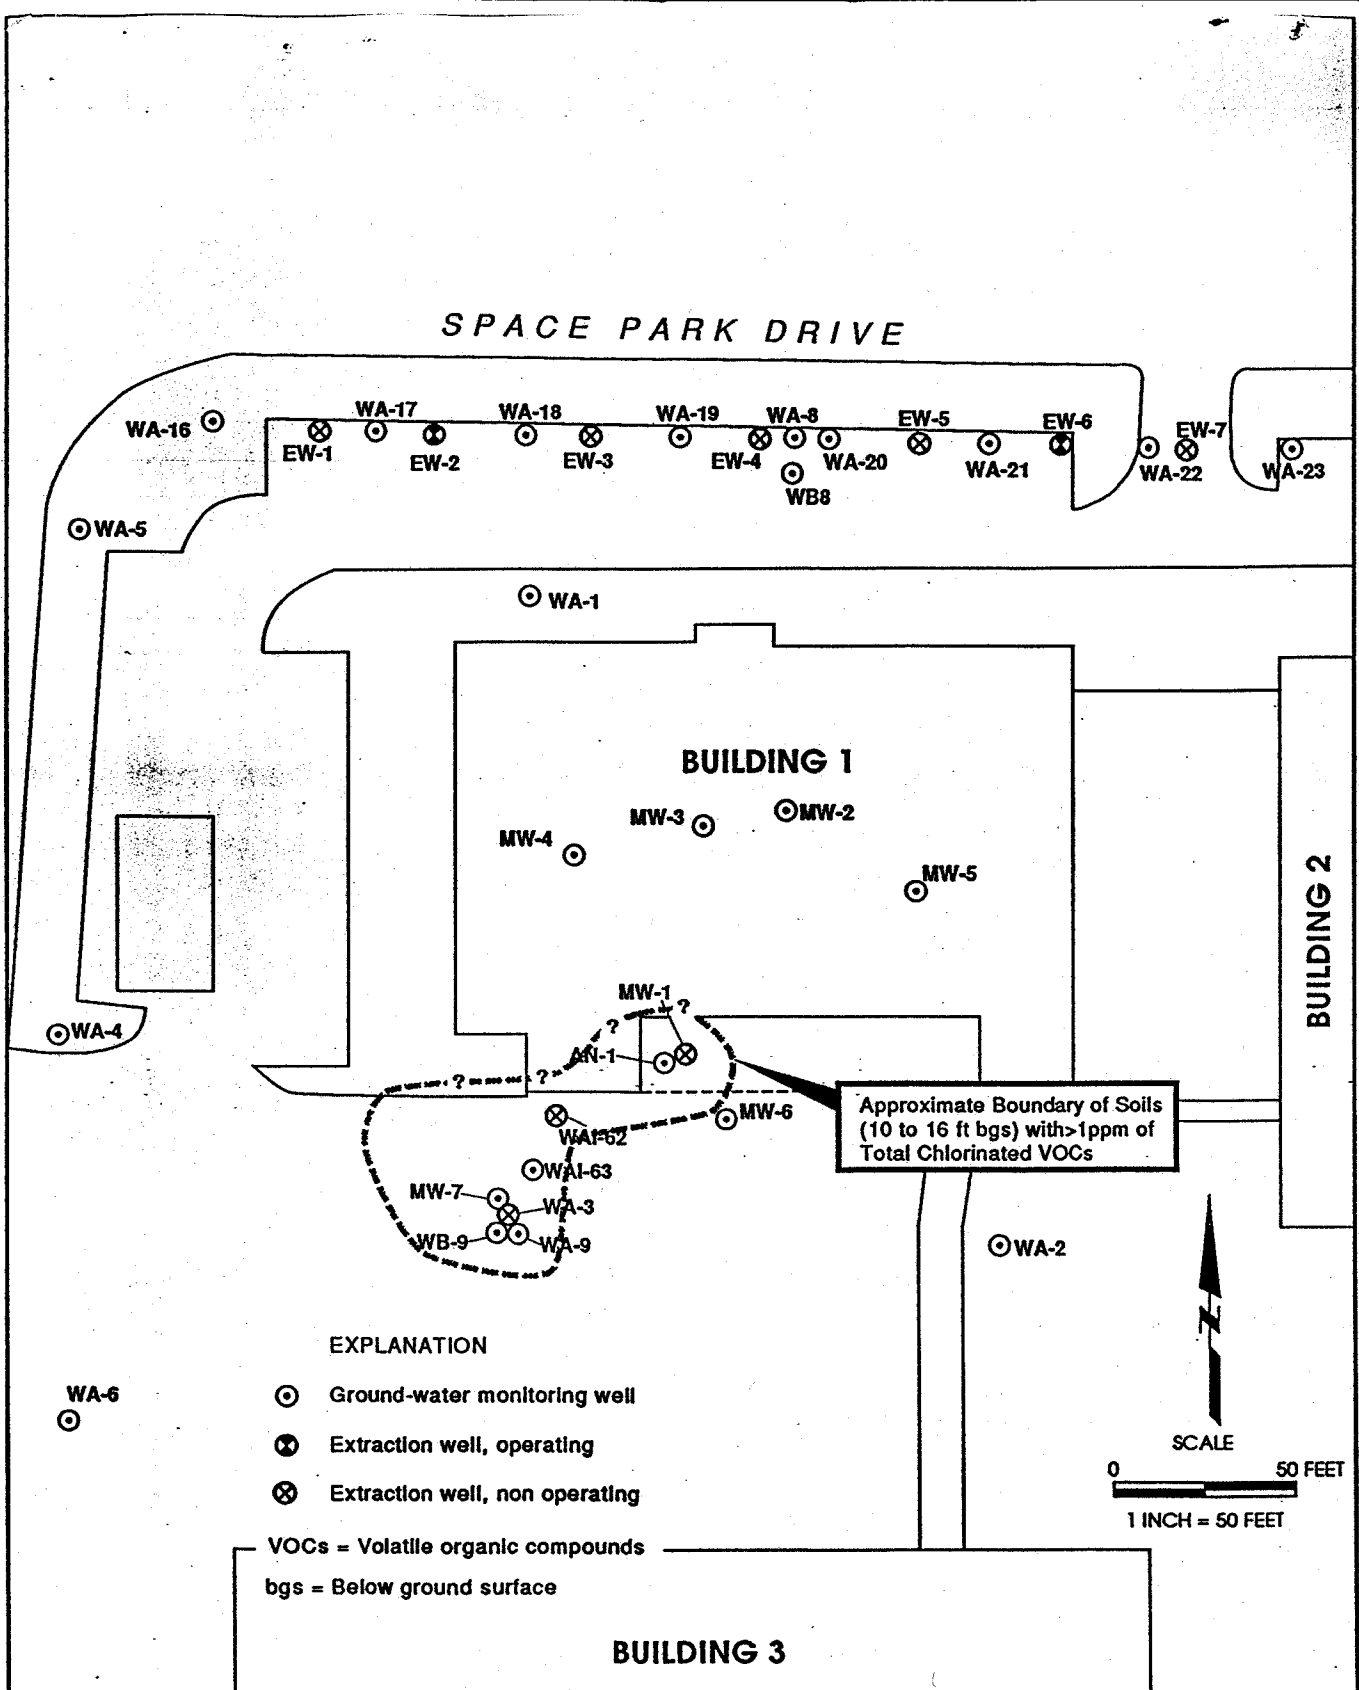 SPACE PARK DRIVE
WA-16
EW-1
WA-17
EW-2
WA-18
EW-3
WA-19
EW-4
WA-8
WB8
WA-20
EW-5
WA-21
EW-6
WA-22
EW-7
WA-23
WA-5
WA-1
BUILDING 1
MW-3
MW-2
MW-4
MW-5
BUILDING 2
MW-1
?
?
AN-1
WA-4
?
?
MW-6
Approximate Boundary of Soils
(10 to 16 ft bgs) with>1ppm of
Total Chlorinated VOCs
WAI-62
WAI-63
MW-7
WA-3
WB-9
WA-9
WA-2
N
EXPLANATION
Ground-water monitoring well
Extraction well, operating
Extraction well, non operating
VOCs = Volatile organic compounds
bgs = Below ground surface
WA-6
SCALE
0 50 FEET
1 INCH = 50 FEET
BUILDING 3